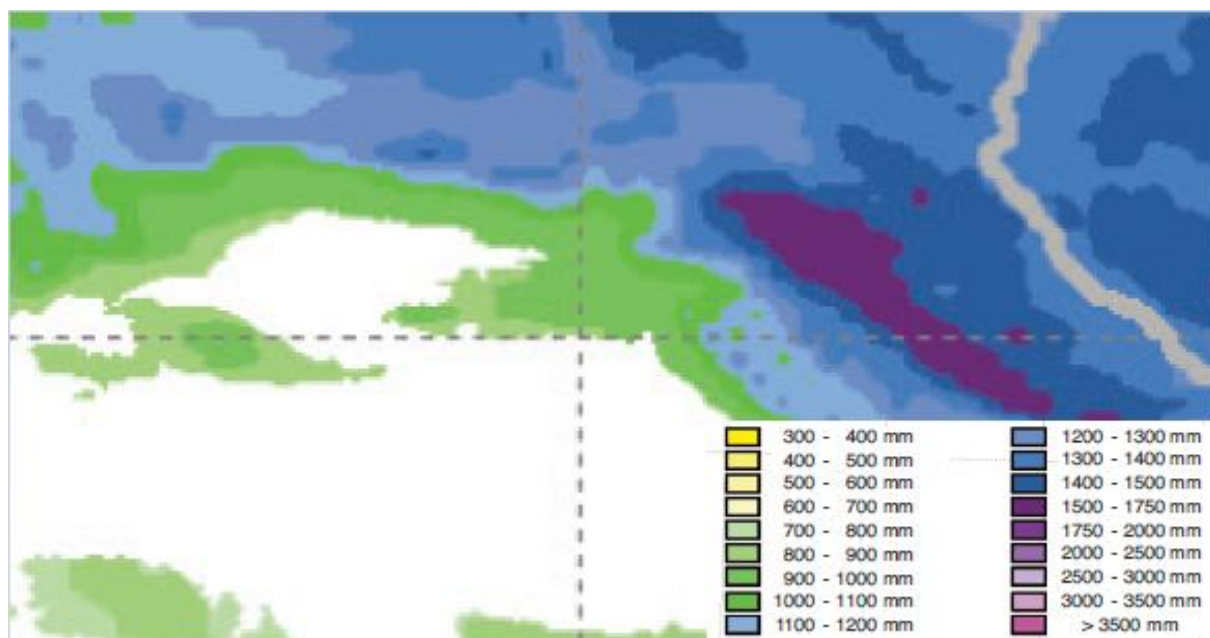 300 - 400 mm
400 - 500 mm
500 - 600 mm
600 - 700 mm
700 - 800 mm
800 - 900 mm
900 - 1000 mm
1000 - 1100 mm
1100 - 1200 mm
1200 - 1300 mm
1300 - 1400 mm
1400 - 1500 mm
1500 - 1750 mm
1750 - 2000 mm
2000 - 2500 mm
2500 - 3000 mm
3000 - 3500 mm
> 3500 mm